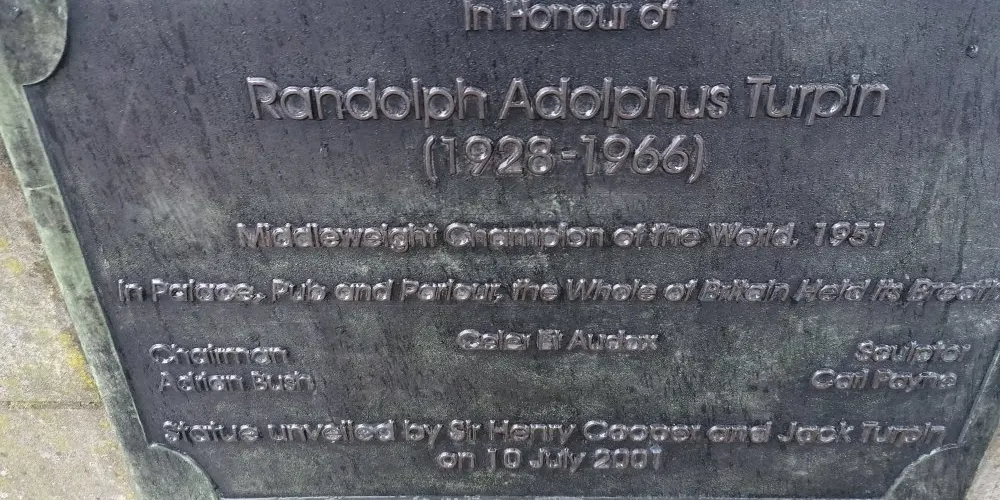 In Honour of
Randolph Adolphus Turpin
(1928-1966)
Middleweight Champion of the World. 1951
In Palace, Pub and Parlour, the Whole of Britain Held its Breath
Celer Et Audax
Chairman
Adrian Bush
Sculptor
Carl Payne
Statue unveiled by Sir Henry Cooper and Jack Turpin
on 10 July 2001